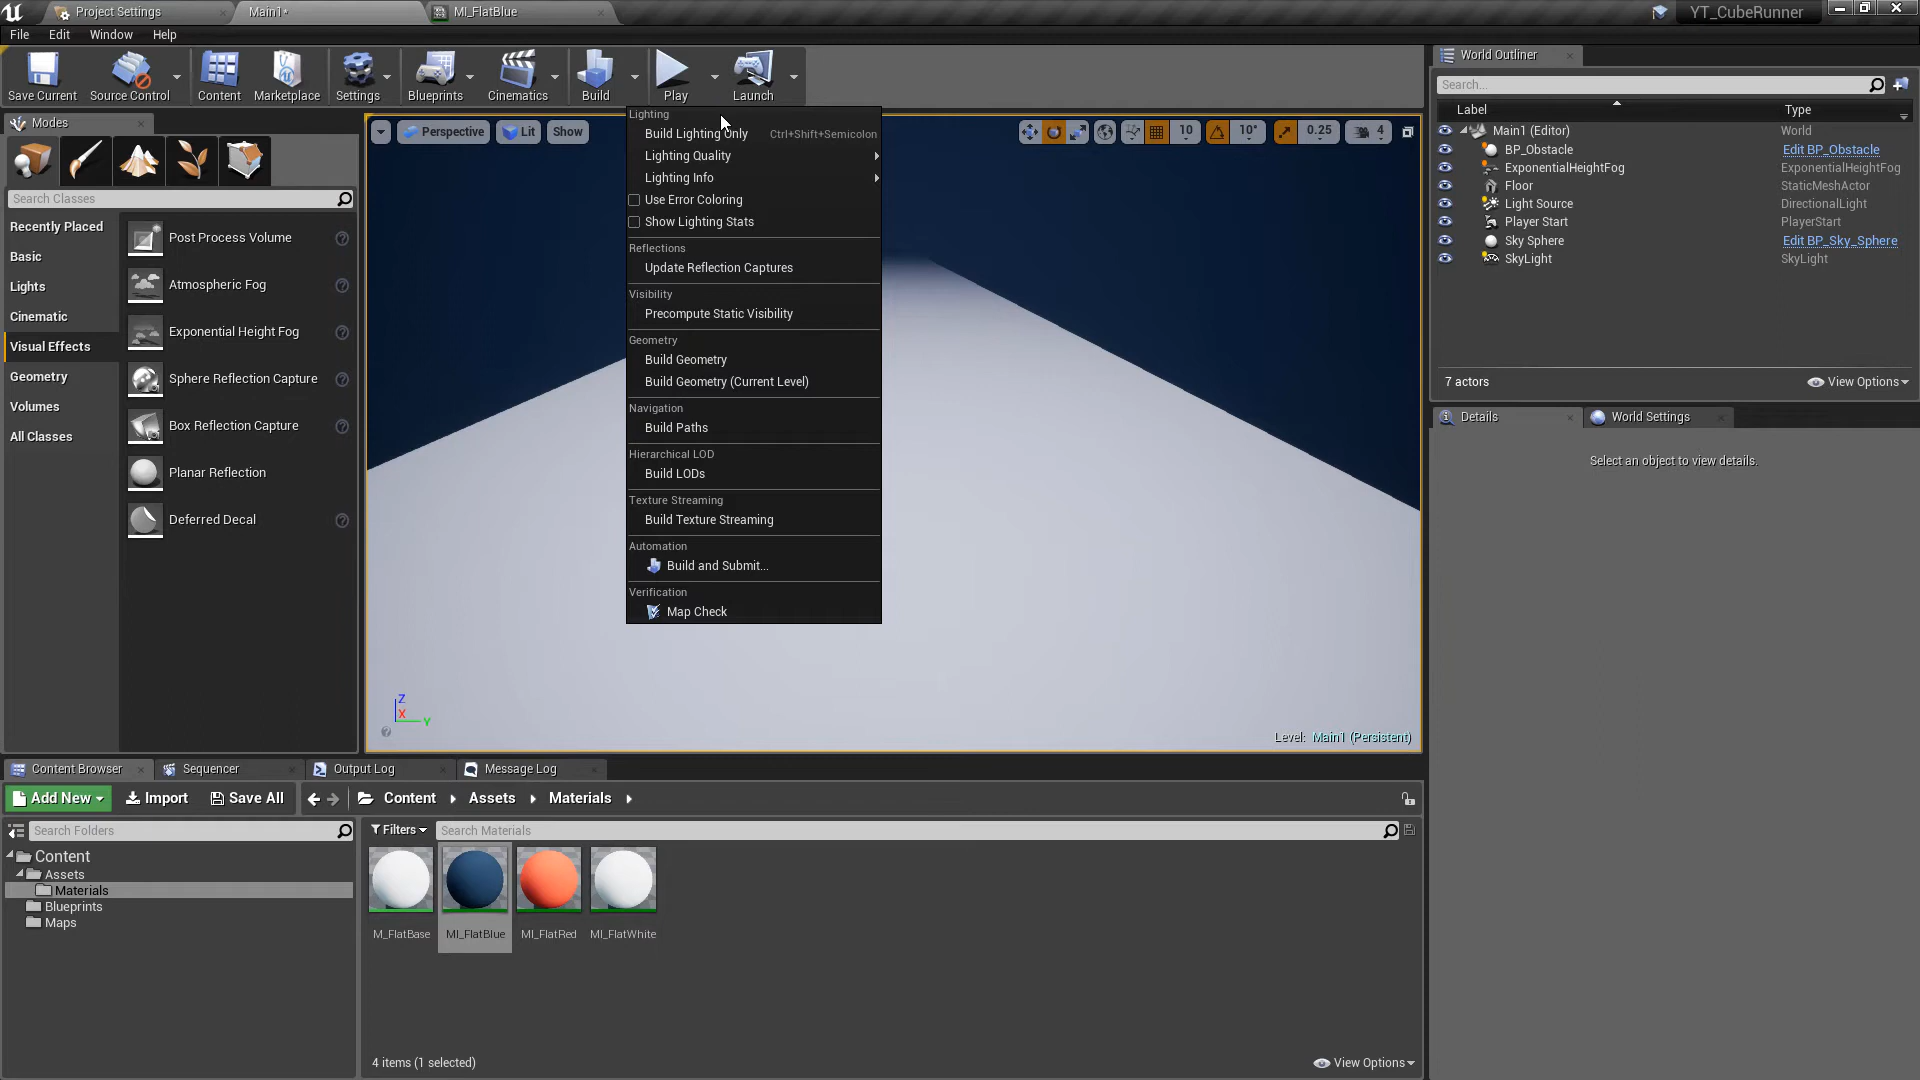 Project Settings
Main1*
MI_FlatBlue
YT_CubeRunner
File Edit Window Help
Save Current
Source Control
Content
Marketplace
Settings
Blueprints
Cinematics
Build
Play
Launch
Modes
Search Classes
Recently Placed
Basic
Lights
Cinematic
Visual Effects
Geometry
Volumes
All Classes
Post Process Volume
Atmospheric Fog
Exponential Height Fog
Sphere Reflection Capture
Box Reflection Capture
Planar Reflection
Deferred Decal
Perspective
Lit
Show
10
10°
0.25
4
Lighting
Build Lighting Only Ctrl+Shift+Semicolon
Lighting Quality
Lighting Info
Use Error Coloring
Show Lighting Stats
Reflections
Update Reflection Captures
Visibility
Precompute Static Visibility
Geometry
Build Geometry
Build Geometry (Current Level)
Navigation
Build Paths
Hierarchical LOD
Build LODs
Texture Streaming
Build Texture Streaming
Automation
Build and Submit...
Verification
Map Check
Z
X
Y
Level: Main1 (Persistent)
World Outliner
Search...
Label Type
Main1 (Editor) World
BP_Obstacle Edit BP_Obstacle
ExponentialHeightFog ExponentialHeightFog
Floor StaticMeshActor
Light Source DirectionalLight
Player Start PlayerStart
Sky Sphere Edit BP_Sky_Sphere
SkyLight SkyLight
7 actors
View Options
Details
World Settings
Select an object to view details.
Content Browser
Sequencer
Output Log
Message Log
Add New
Import
Save All
Content
Assets
Materials
Search Folders
Filters
Search Materials
Content
Assets
Materials
Blueprints
Maps
M_FlatBase
MI_FlatBlue
MI_FlatRed
MI_FlatWhite
4 items (1 selected)
View Options